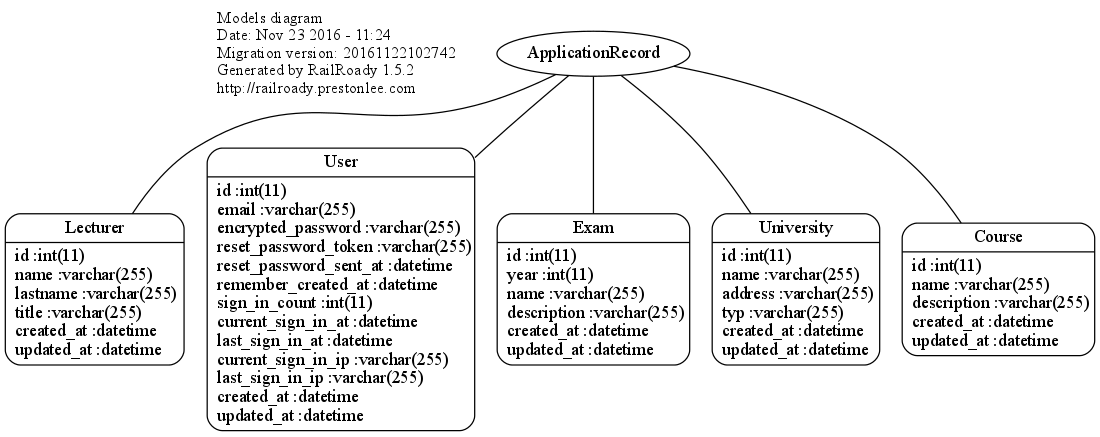 Models diagram
Date: Nov 23 2016 - 11:24
Migration version: 20161122102742
Generated by RailRoady 1.5.2
http://railroady.prestonlee.com
ApplicationRecord
Lecturer
id :int(11)
name :varchar(255)
lastname :varchar(255)
title :varchar(255)
created_at :datetime
updated_at :datetime
User
id :int(11)
email :varchar(255)
encrypted_password :varchar(255)
reset_password_token :varchar(255)
reset_password_sent_at :datetime
remember_created_at :datetime
sign_in_count :int(11)
current_sign_in_at :datetime
last_sign_in_at :datetime
current_sign_in_ip :varchar(255)
last_sign_in_ip :varchar(255)
created_at :datetime
updated_at :datetime
Exam
id :int(11)
year :int(11)
name :varchar(255)
description :varchar(255)
created_at :datetime
updated_at :datetime
University
id :int(11)
name :varchar(255)
address :varchar(255)
typ :varchar(255)
created_at :datetime
updated_at :datetime
Course
id :int(11)
name :varchar(255)
description :varchar(255)
created_at :datetime
updated_at :datetime